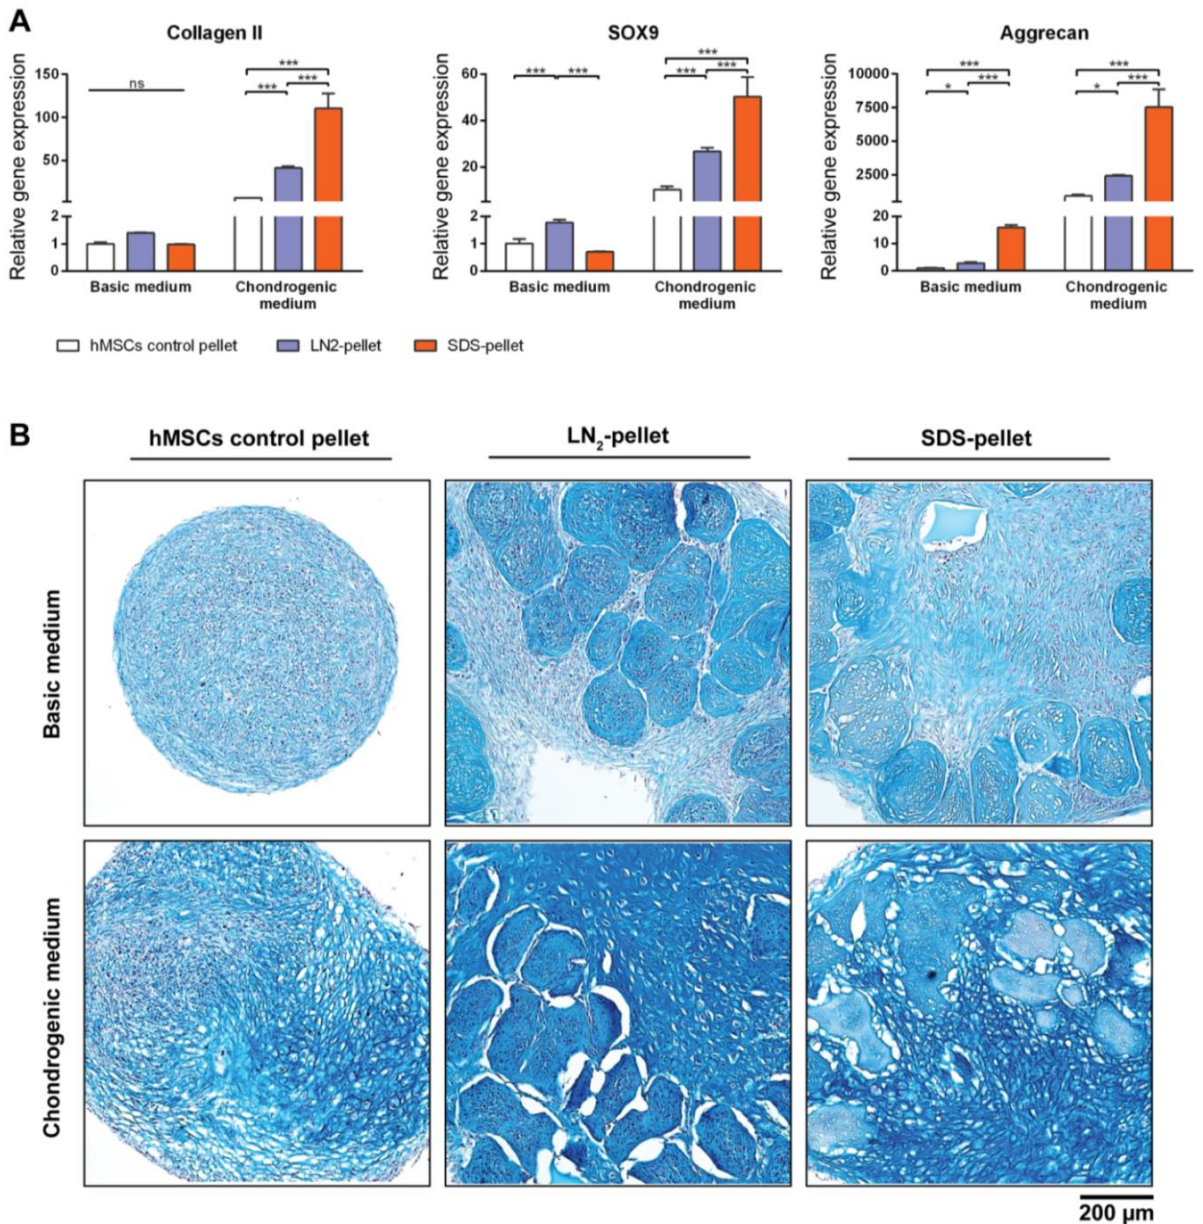 A
Collagen II
SOX9
Aggrecan
Relative gene expression
150
100
50
2
1
0
ns
***
***
***
Basic medium
Chondrogenic
medium
Relative gene expression
60
40
20
2
1
0
***
***
***
***
***
Basic medium
Chondrogenic
medium
Relative gene expression
10000
7500
5000
2500
20
10
0
***
***
*
***
***
*
Basic medium
Chondrogenic
medium
hMSCs control pellet
LN2-pellet
SDS-pellet
B
hMSCs control pellet
LN₂-pellet
SDS-pellet
Basic medium
Chondrogenic medium
200 µm